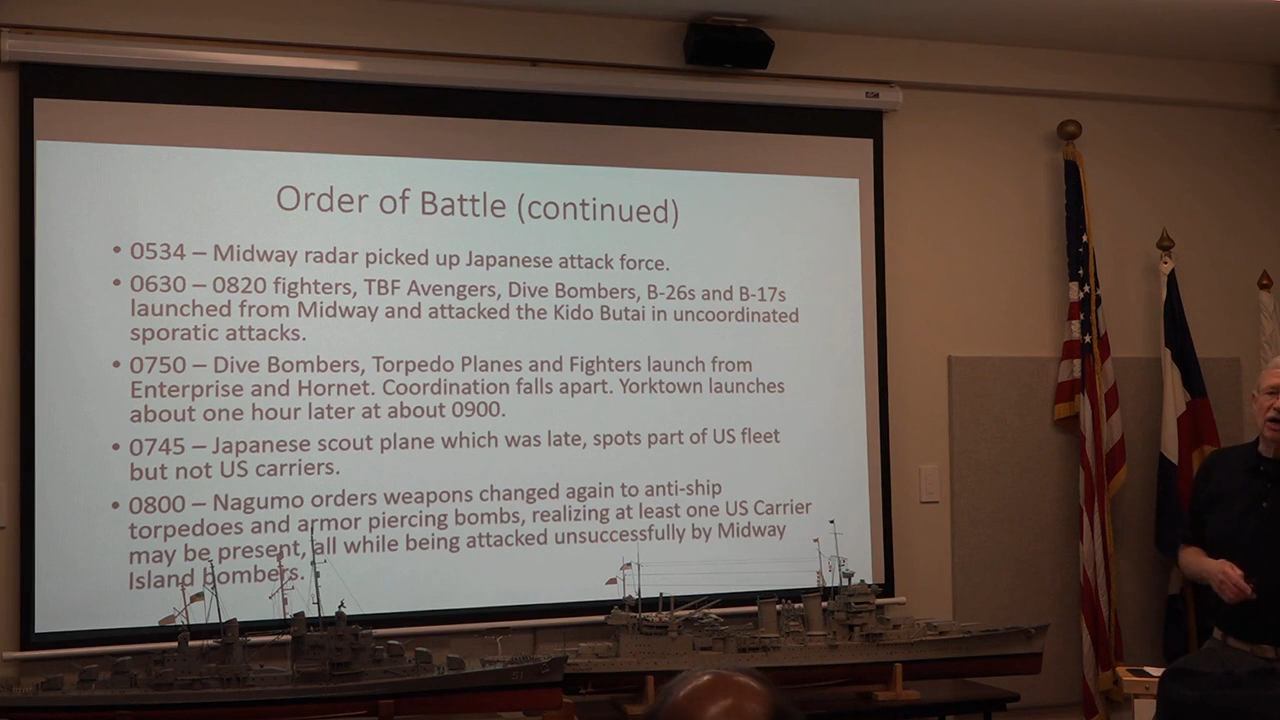 Order of Battle (continued)
• 0534 – Midway radar picked up Japanese attack force.
• 0630 – 0820 fighters, TBF Avengers, Dive Bombers, B-26s and B-17s
launched from Midway and attacked the Kido Butai in uncoordinated
sporatic attacks.
• 0750 – Dive Bombers, Torpedo Planes and Fighters launch from
Enterprise and Hornet. Coordination falls apart. Yorktown launches
about one hour later at about 0900.
• 0745 – Japanese scout plane which was late, spots part of US fleet
but not US carriers.
• 0800 – Nagumo orders weapons changed again to anti-ship
torpedoes and armor piercing bombs, realizing at least one US Carrier
may be present, all while being attacked unsuccessfully by Midway
Island bombers.